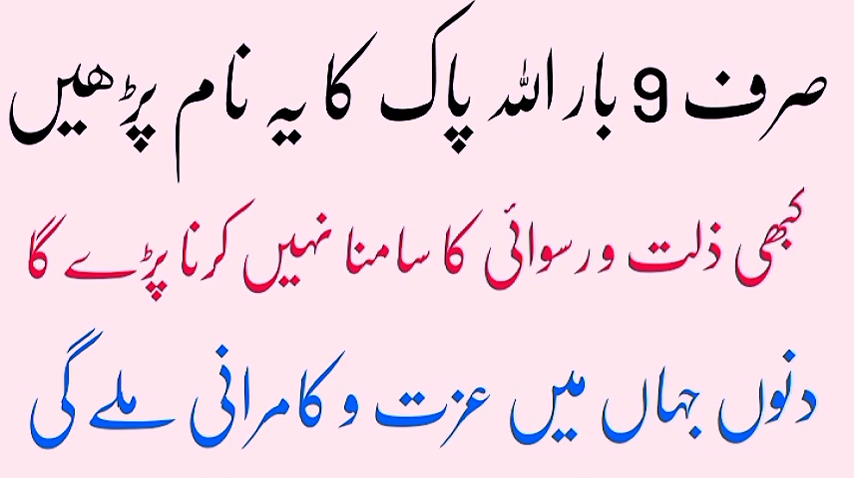 صرف 9 بار اللہ پاک کا یہ نام پڑھیں
کبھی ذلت ورسوائی کا سامنا نہیں کرنا پڑے گا
دنوں جہاں میں عزت و کامرانی ملے گی